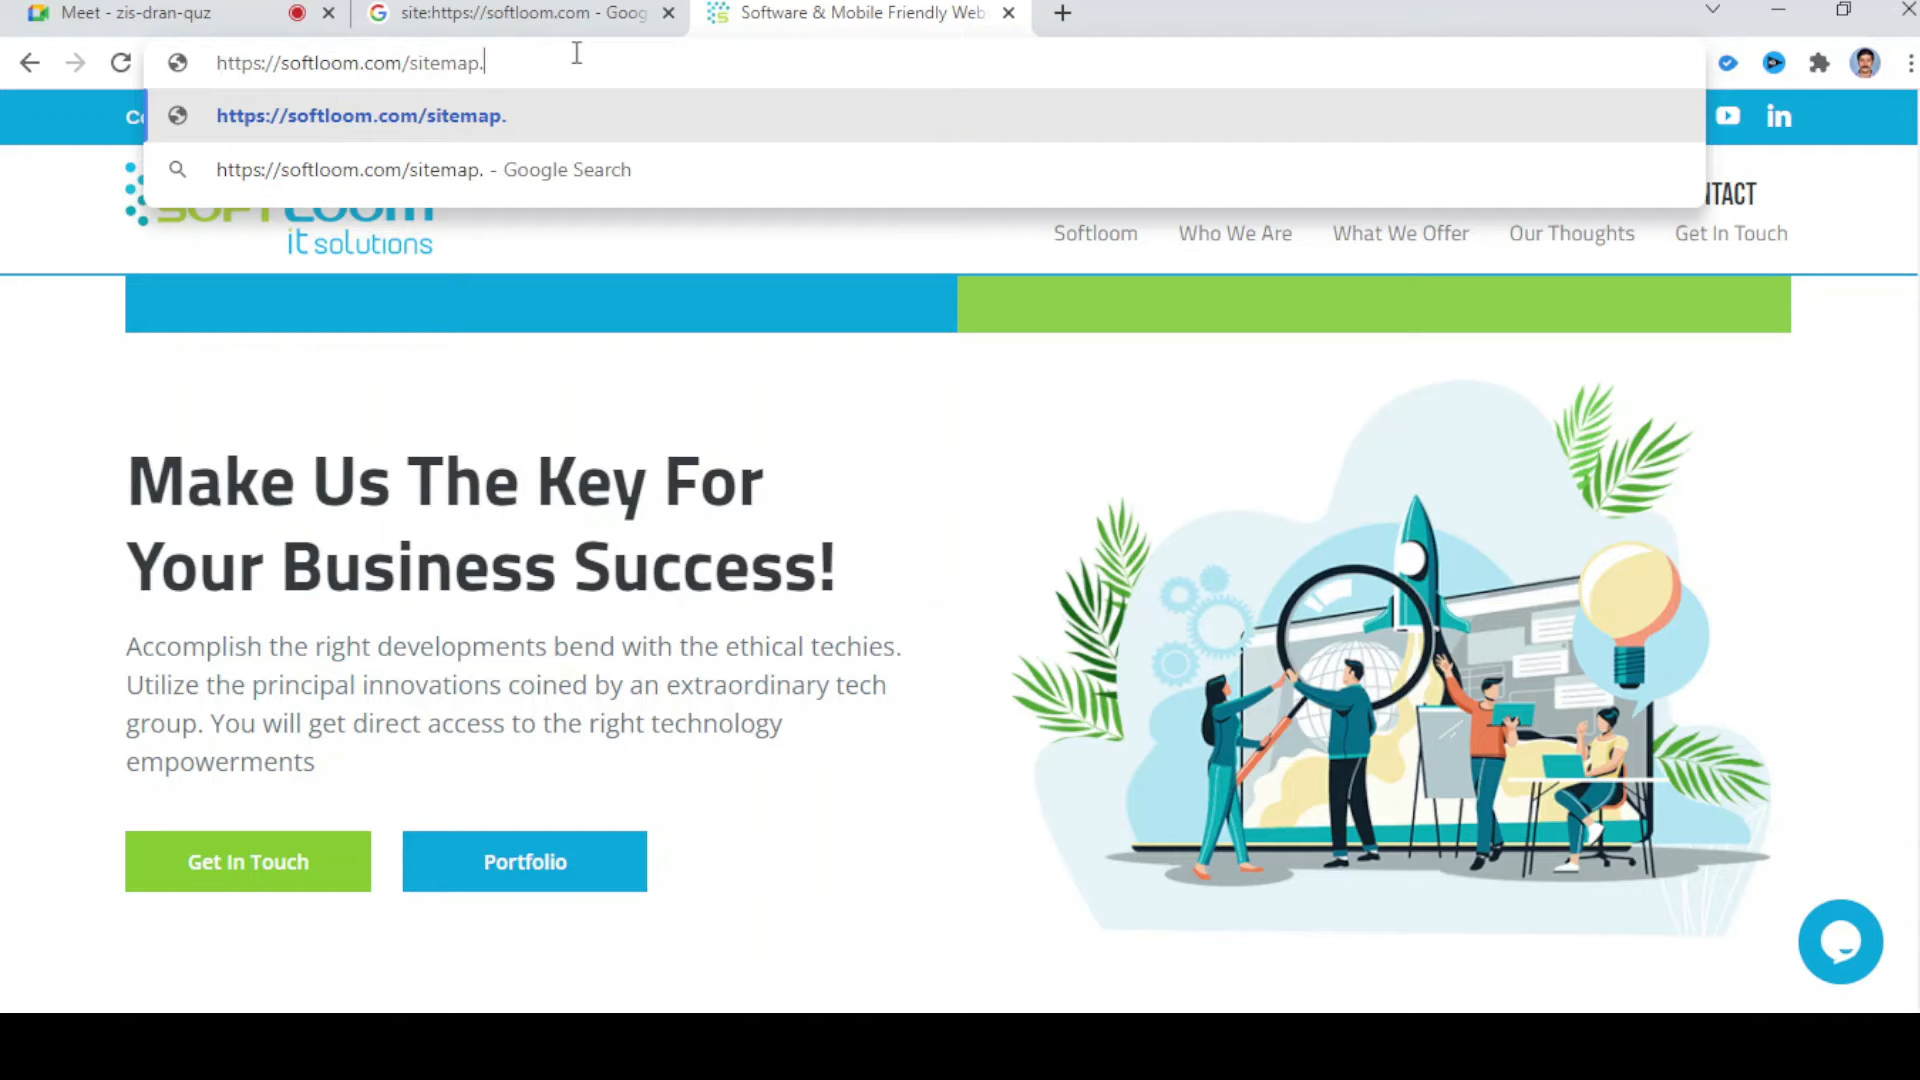 Meet - zis-dran-quz
site:https://softloom.com - Goog
Software & Mobile Friendly Web
https://softloom.com/sitemap.
https://softloom.com/sitemap.
https://softloom.com/sitemap. - Google Search
it solutions
Softloom
Who We Are
What We Offer
Our Thoughts
Get In Touch
Make Us The Key For
Your Business Success!
Accomplish the right developments bend with the ethical techies.
Utilize the principal innovations coined by an extraordinary tech
group. You will get direct access to the right technology
empowerments
Get In Touch
Portfolio